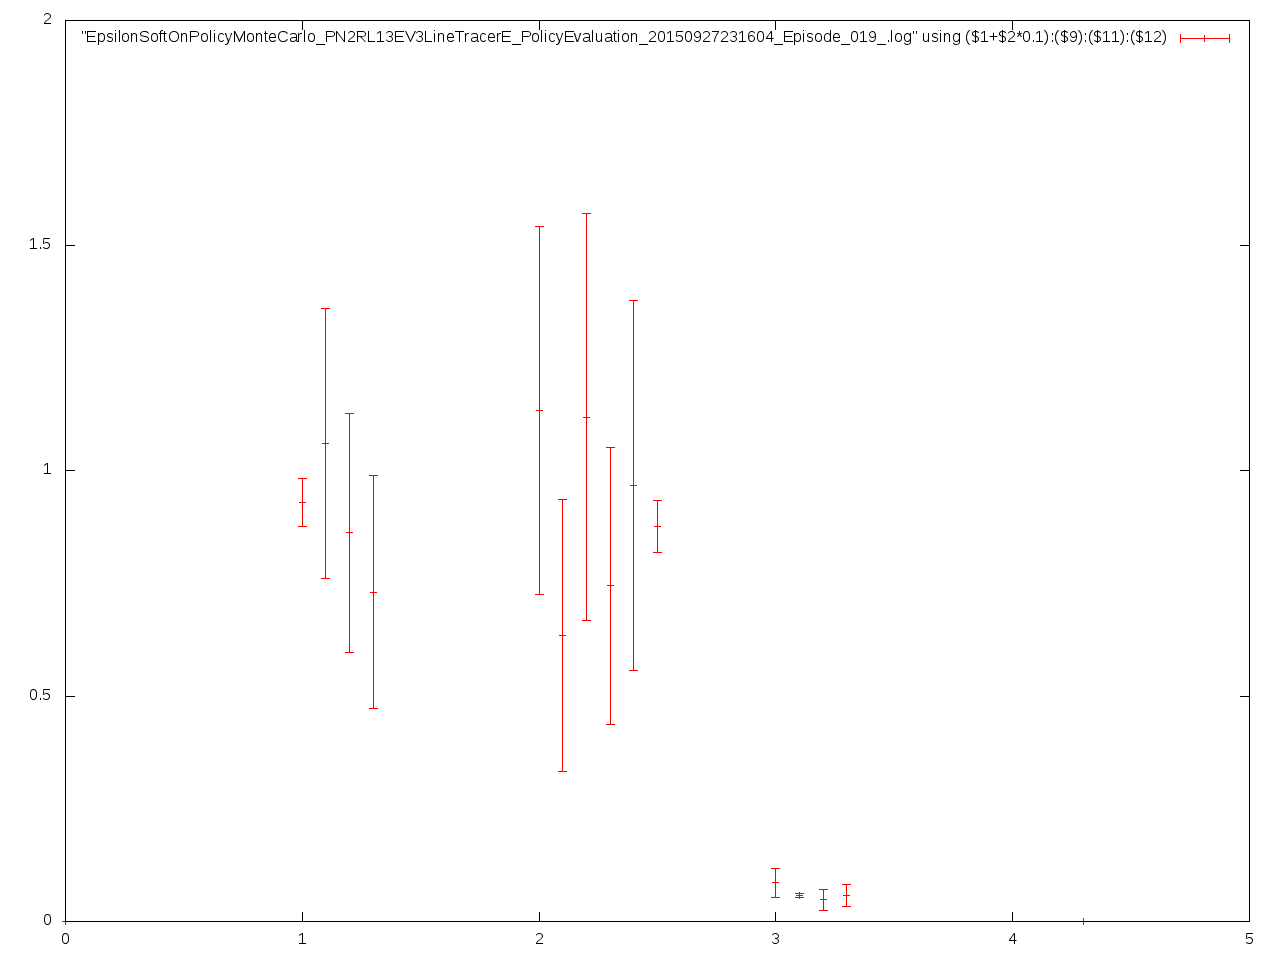 2
"EpsilonSoftOnPolicyMonteCarlo_PN2RL13EV3LineTracerE_PolicyEvaluation_20150927231604_Episode_019_.log" using ($1+$2*0.1):($9):($11):($12)
1.5
1
0.5
0
0 1 2 3 4 5